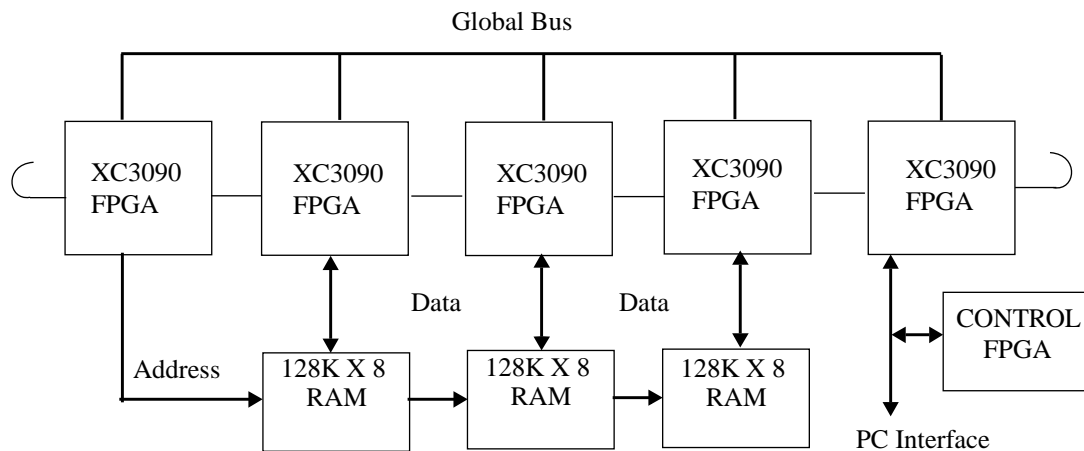 Global Bus
XC3090
FPGA
XC3090
FPGA
XC3090
FPGA
XC3090
FPGA
XC3090
FPGA
Data
Data
CONTROL
FPGA
Address
128K X 8
RAM
128K X 8
RAM
128K X 8
RAM
PC Interface